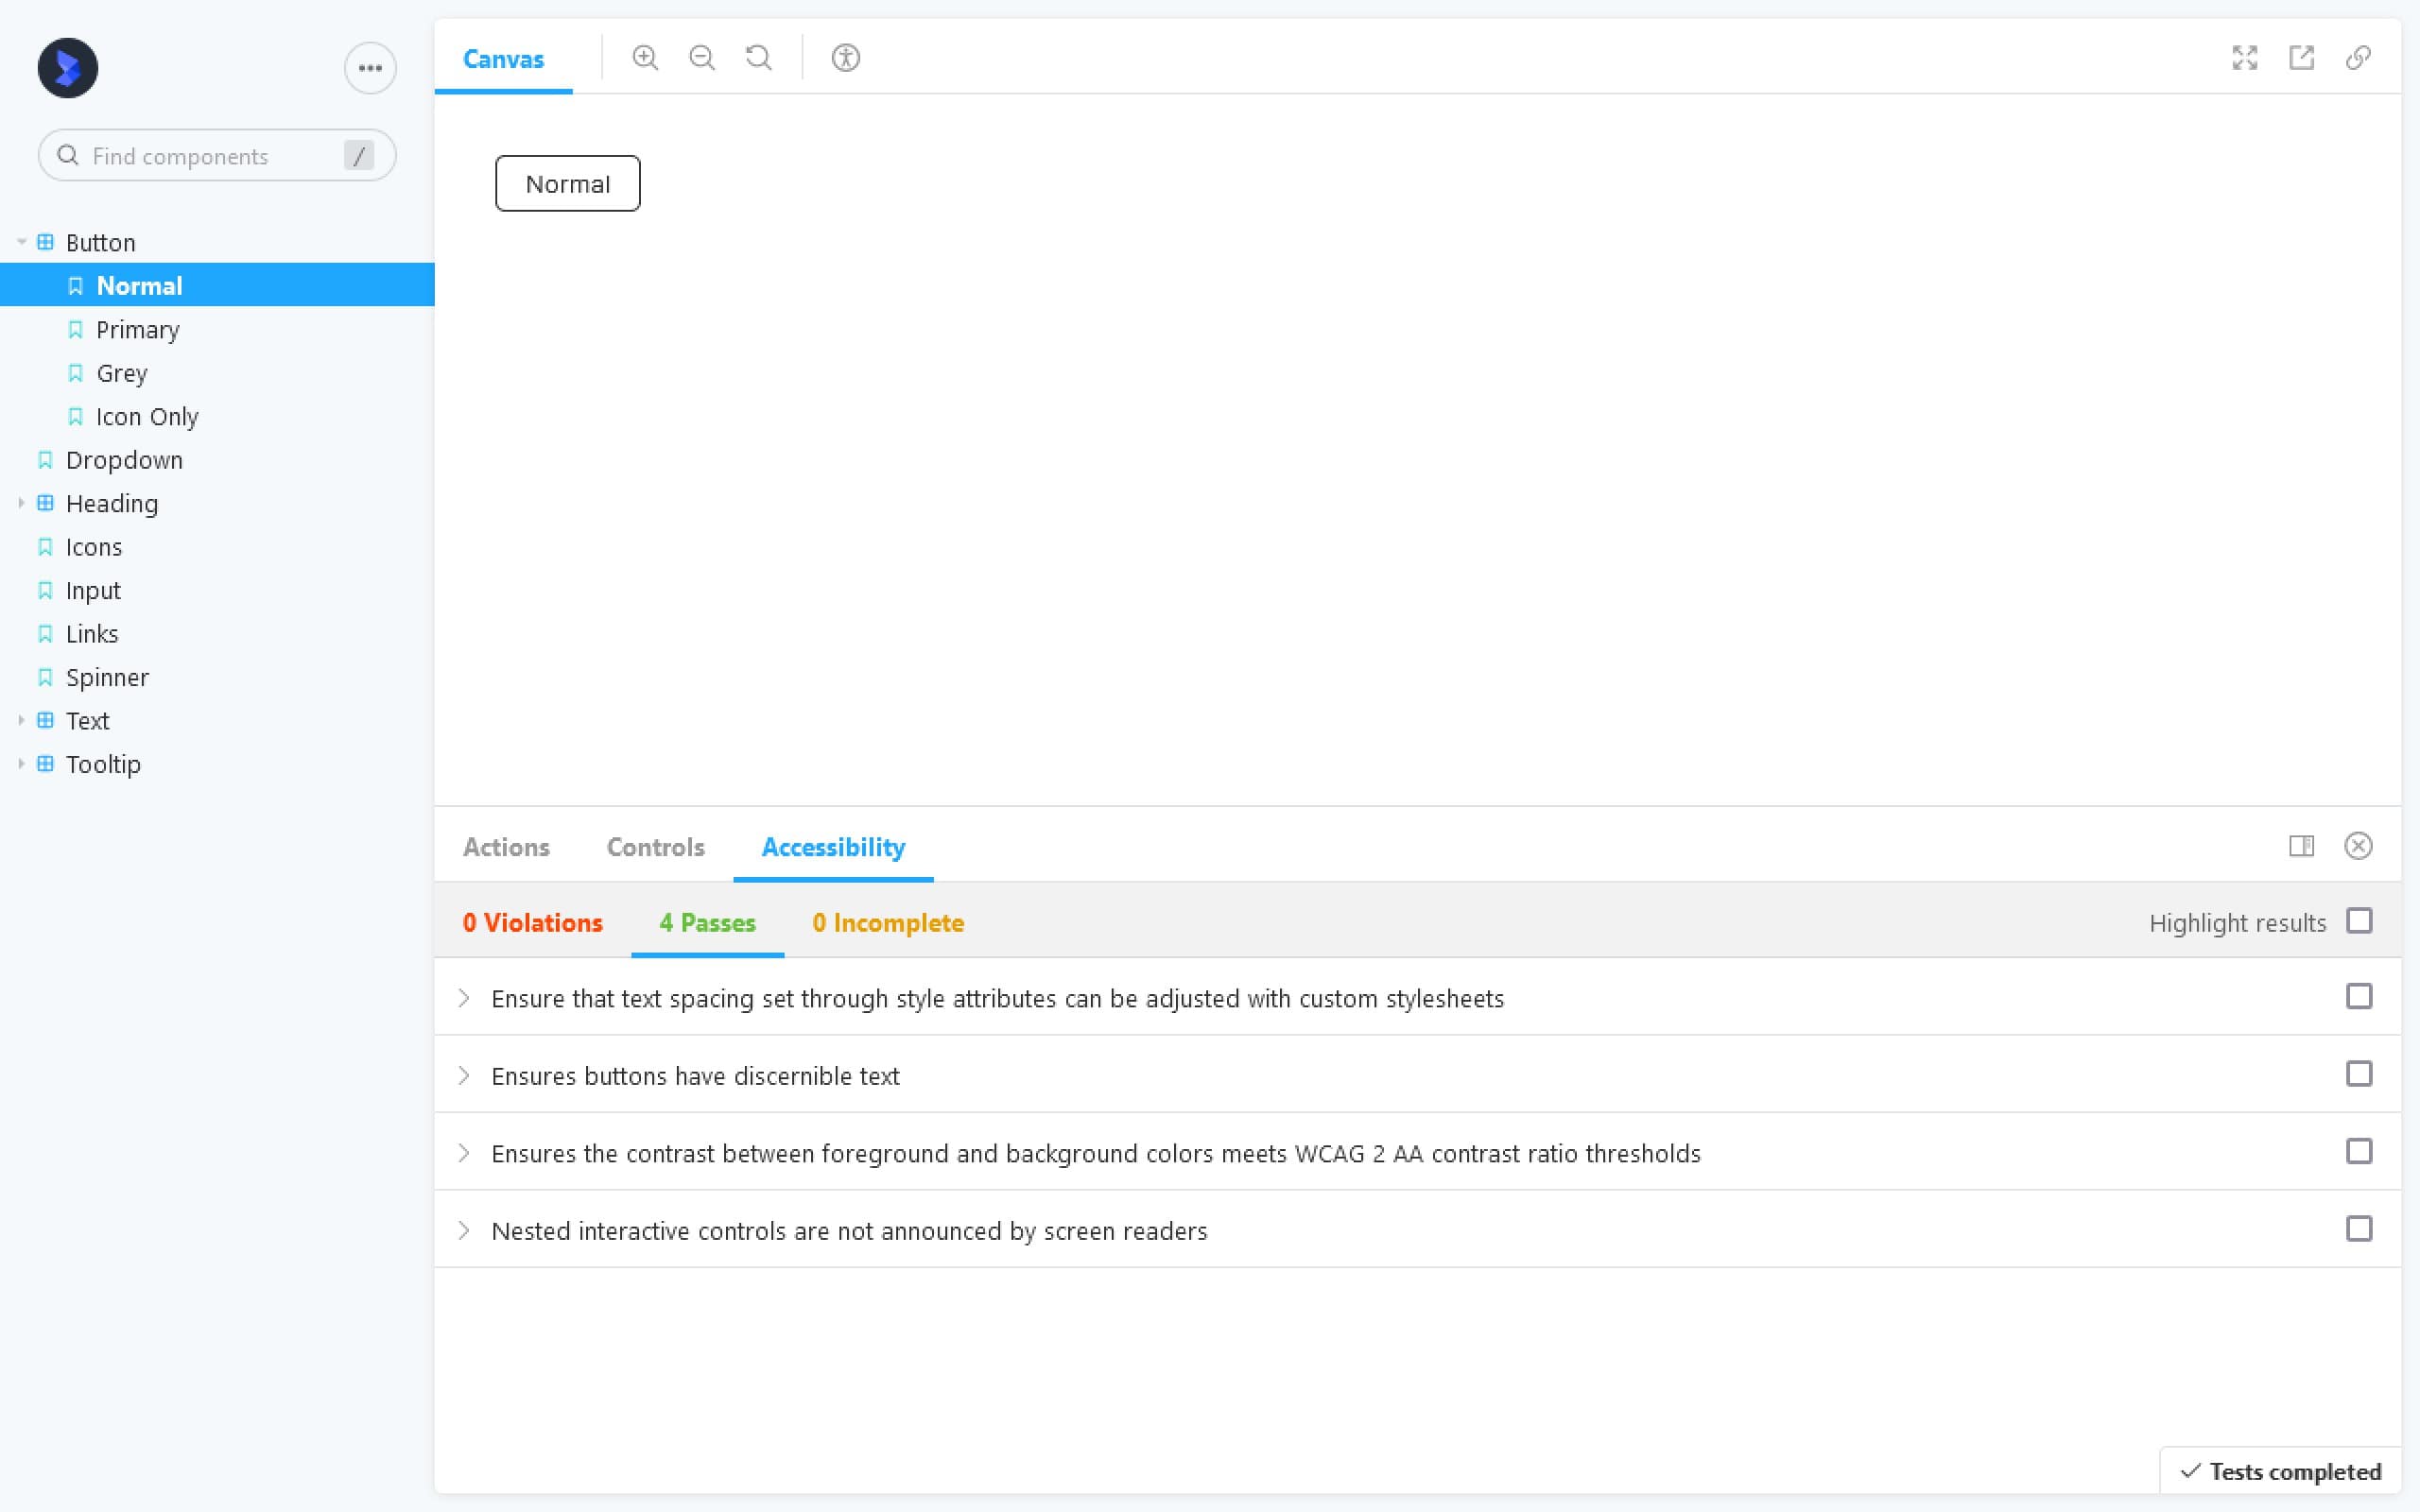 Find components /
Button
Normal
Primary
Grey
Icon Only
Dropdown
Heading
Icons
Input
Links
Spinner
Text
Tooltip
Canvas
Normal
Actions Controls Accessibility
0 Violations 4 Passes 0 Incomplete Highlight results
Ensure that text spacing set through style attributes can be adjusted with custom stylesheets
Ensures buttons have discernible text
Ensures the contrast between foreground and background colors meets WCAG 2 AA contrast ratio thresholds
Nested interactive controls are not announced by screen readers
Tests completed